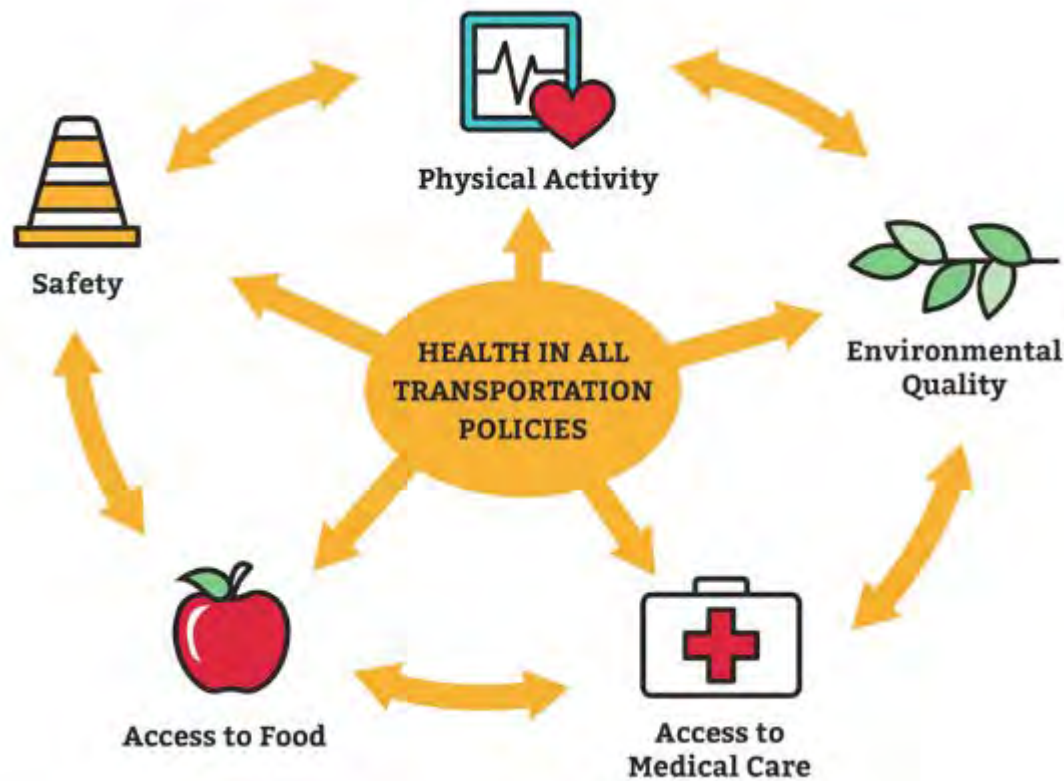 Physical Activity
Safety
HEALTH IN ALL
TRANSPORTATION
POLICIES
Environmental
Quality
Access to Food
Access to
Medical Care